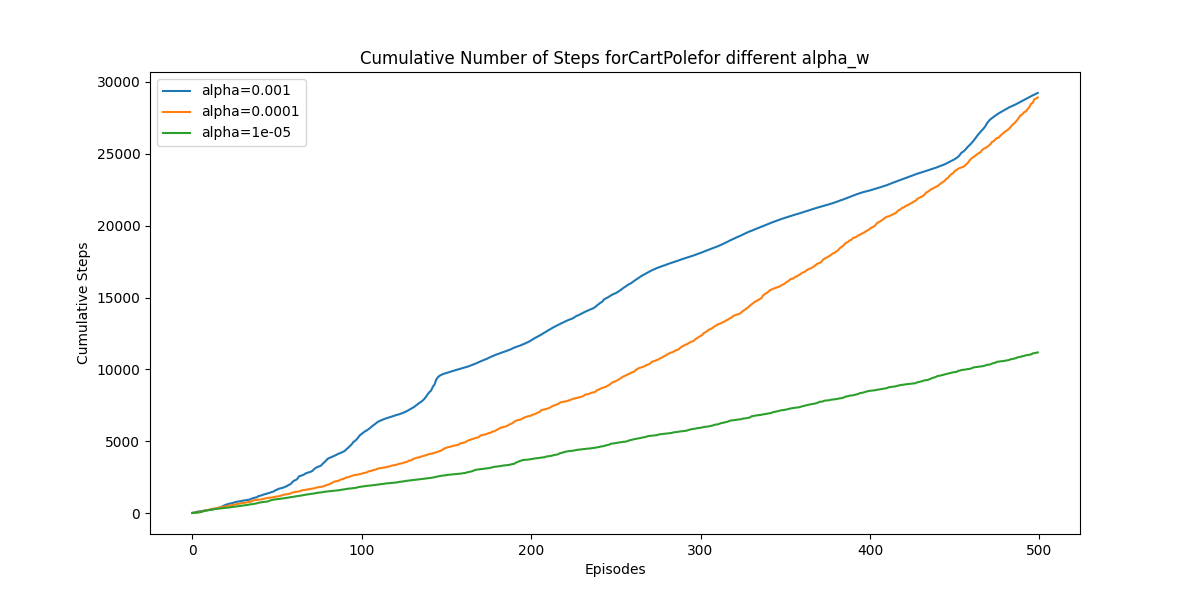 Cumulative Number of Steps forCartPolefor different alpha_w
alpha=0.001
alpha=0.0001
alpha=1e-05
Cumulative Steps
30000
25000
20000
15000
10000
5000
0
0 100 200 300 400 500
Episodes